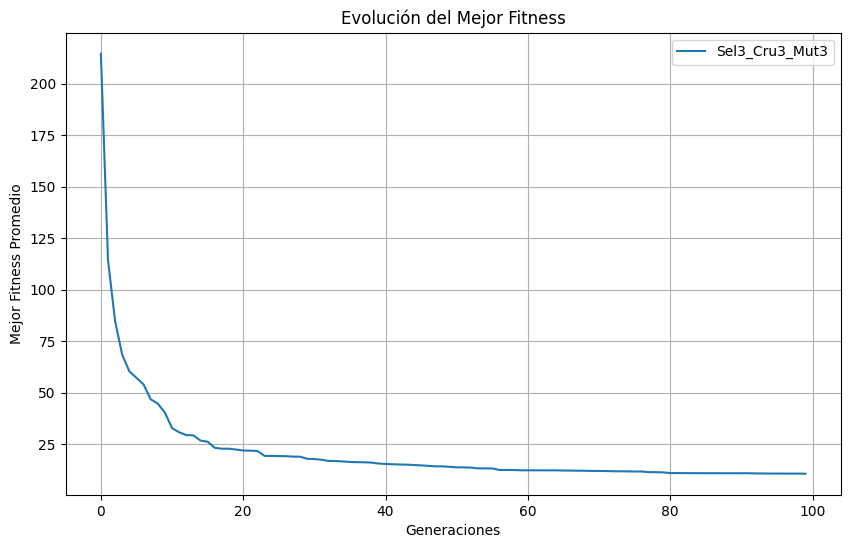 Evolución del Mejor Fitness
Sel3_Cru3_Mut3
Mejor Fitness Promedio
200
175
150
125
100
75
50
25
0 20 40 60 80 100
Generaciones